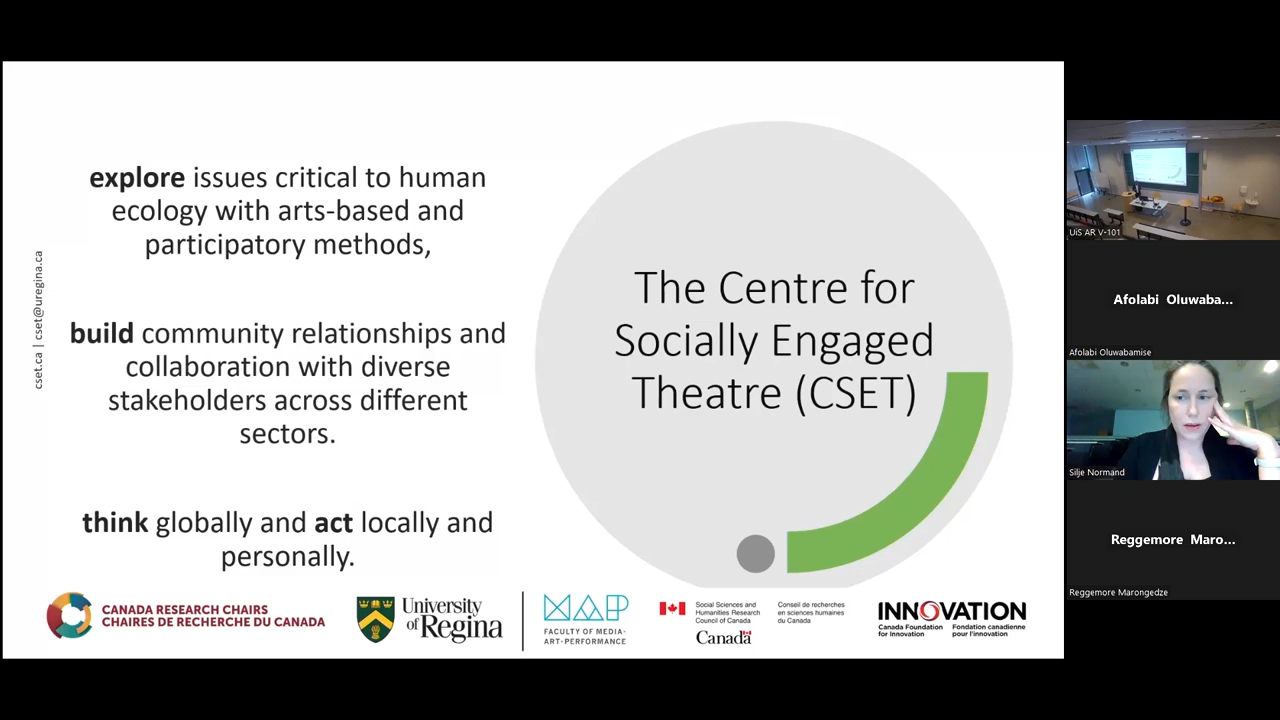 explore issues critical to human
ecology with arts-based and
participatory methods,
build community relationships and
collaboration with diverse
stakeholders across different
sectors.
think globally and act locally and
personally.
cset.ca | cset@uregina.ca
The Centre for
Socially Engaged
Theatre (CSET)
CANADA RESEARCH CHAIRS
CHAIRES DE RECHERCHE DU CANADA
University
of Regina
MAP
FACULTY OF MEDIA·
ART·PERFORMANCE
Social Sciences and
Humanities Research
Council of Canada
Conseil de recherches
en sciences humaines
du Canada
Canada
INNOVATION
Canada Foundation
for Innovation
Fondation canadienne
pour l'innovation
UiS AR V-101
Afolabi Oluwaba...
Afolabi Oluwabamise
Silje Normand
Reggemore Maro...
Reggemore Marongedze